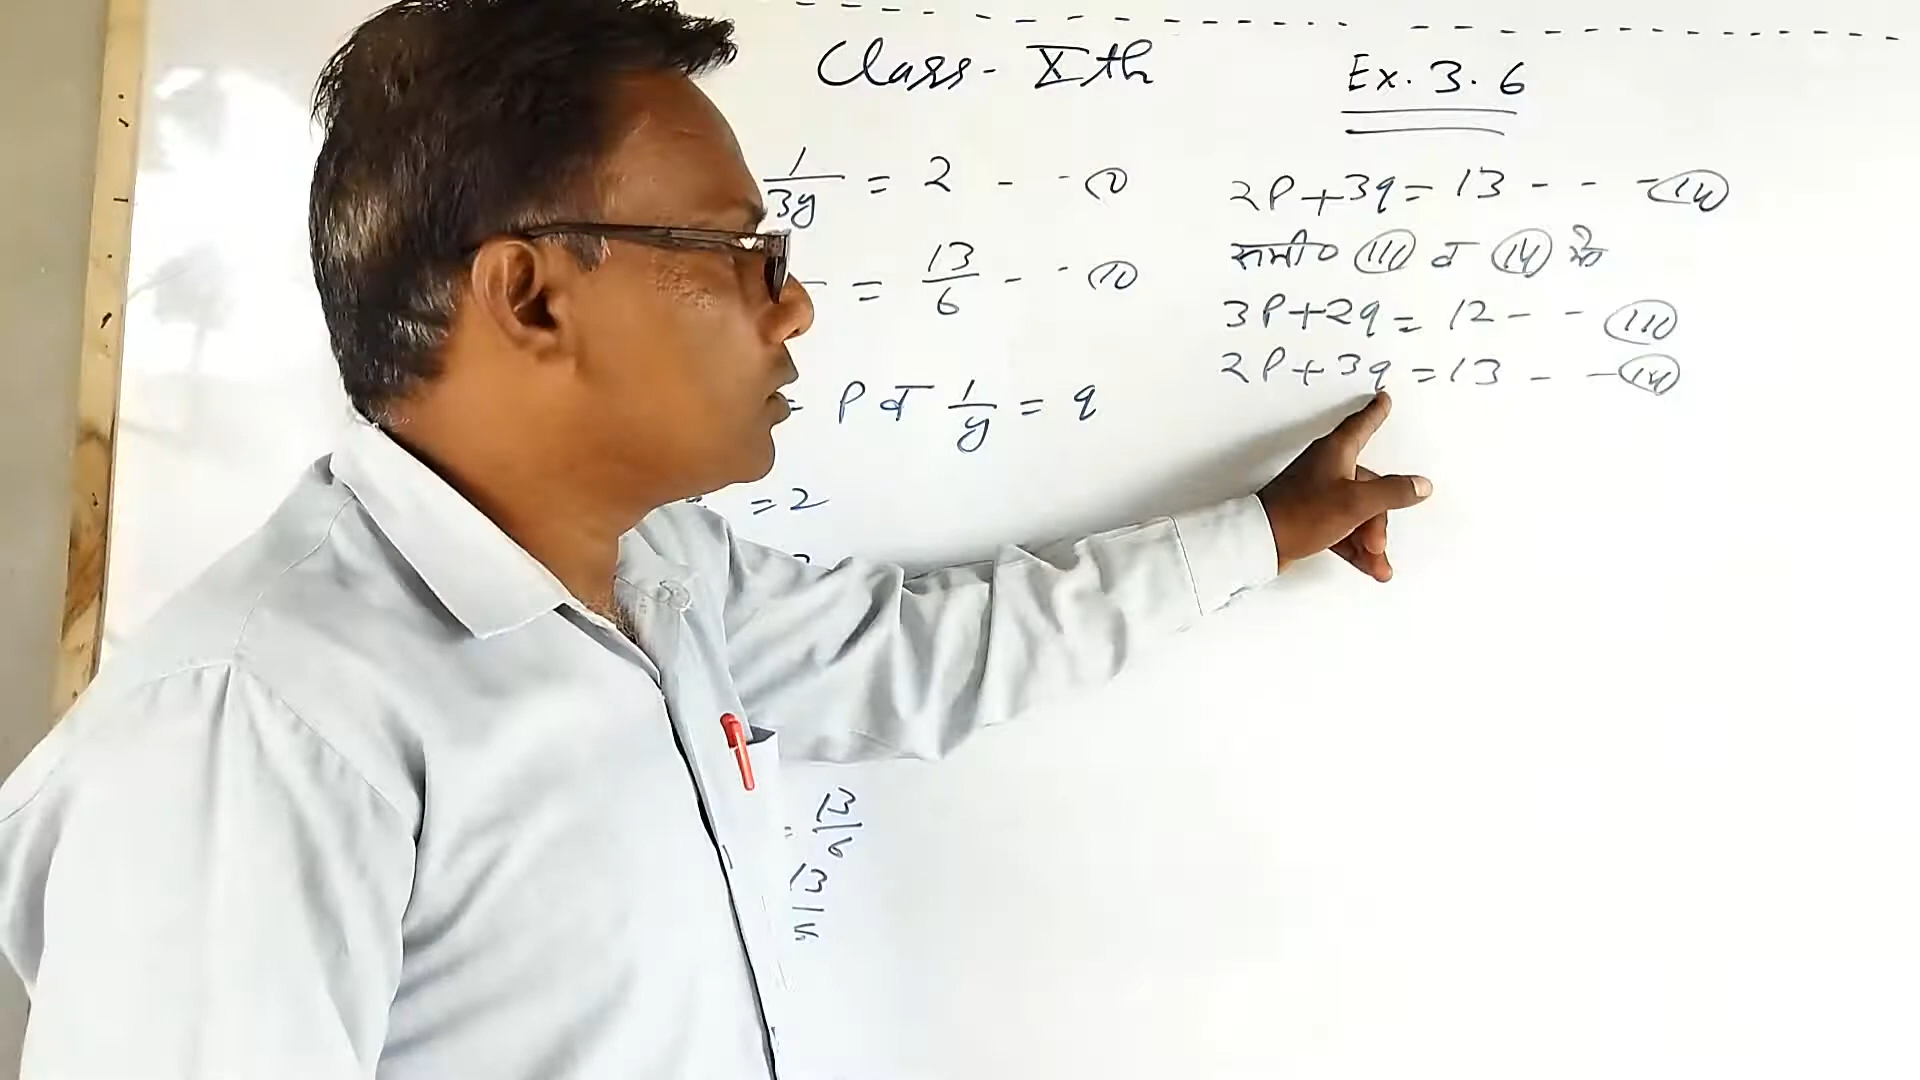 Class - Xth
Ex. 3.6
1/3y = 2 - - (i)
= 13/6 - - (ii)
= P व 1/y = q
= 2
= 13/6
13/
2P+3q = 13 - - - (iv)
समी० (iii) व (iv) से
3P+2q = 12 - - (iii)
2P+3q = 13 - - (iv)